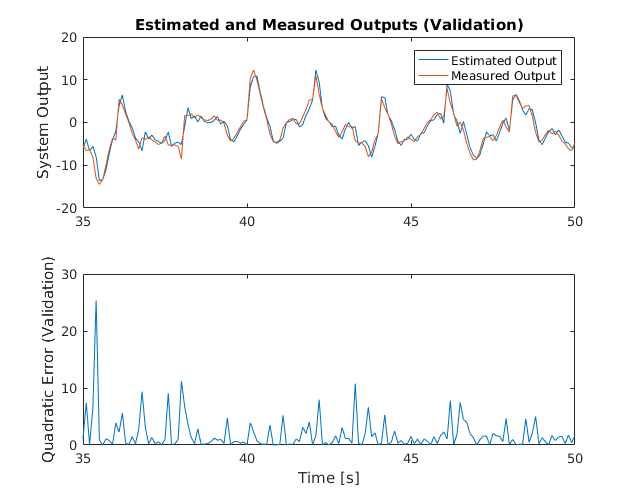 Estimated and Measured Outputs (Validation)
20
10
0
-10
-20
System Output
Estimated Output
Measured Output
35
40
45
50
30
20
10
0
Quadratic Error (Validation)
35
40
45
50
Time [s]